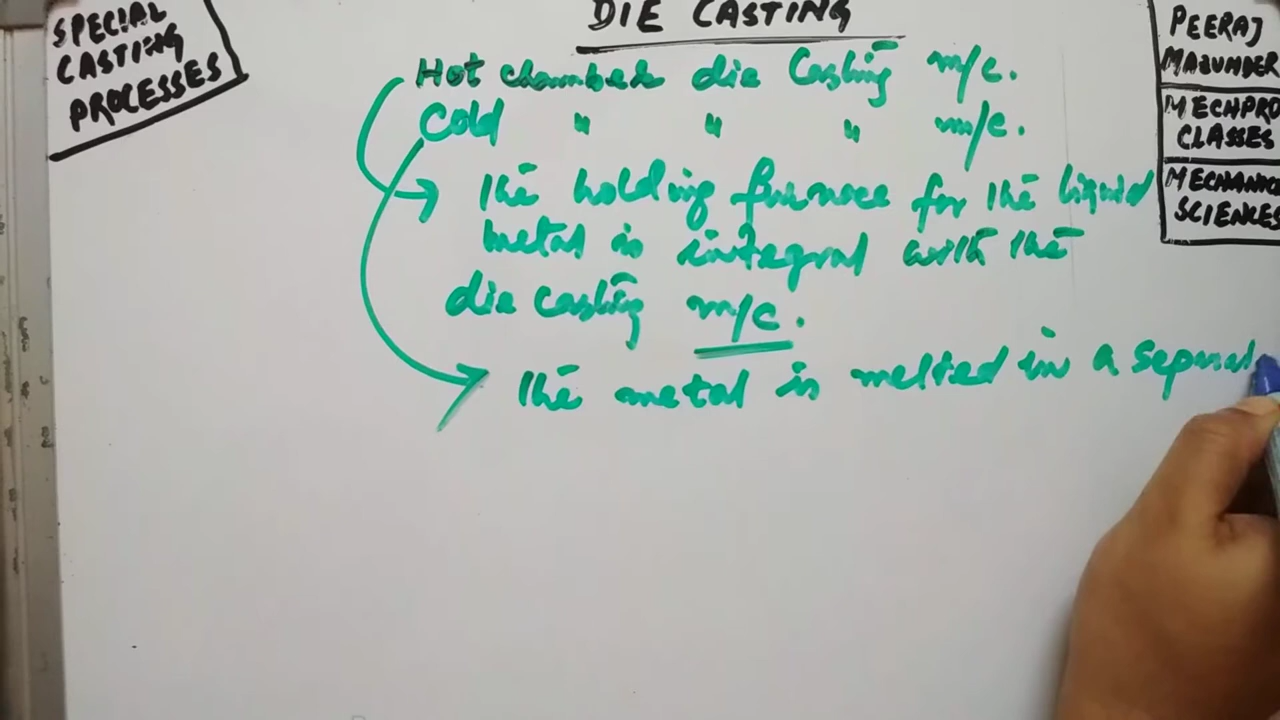 SPECIAL
CASTING
PROCESSES
DIE CASTING
PEERAJ
MAJUMDER
MECHPRO
CLASSES
MECHANIC
SCIENCES
Hot chamber die Casting m/c.
Cold " " " m/c.
The holding furnace for the liquid
metal is integral with the
die casting m/c.
The metal is melted in a separat